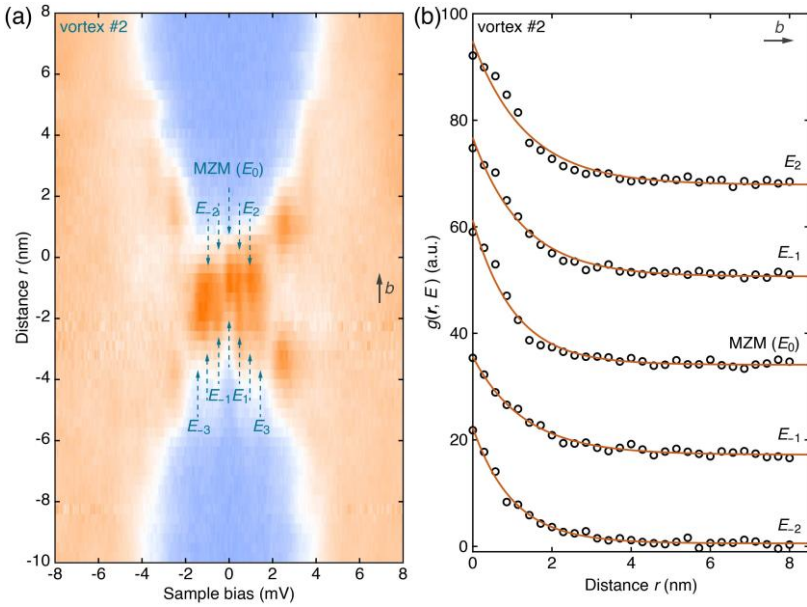 (a)
vortex #2
8
6
4
2
0
-2
-4
-6
-8
-10
Distance r (nm)
MZM (E0)
E-2
E2
b
E-1
E1
E-3
E3
-8
-6
-4
-2
0
2
4
6
8
Sample bias (mV)
(b)
vortex #2
b
100
80
60
40
20
0
g(r, E ) (a.u.)
E2
E-1
MZM (E0)
E-1
E-2
0
2
4
6
8
Distance r (nm)